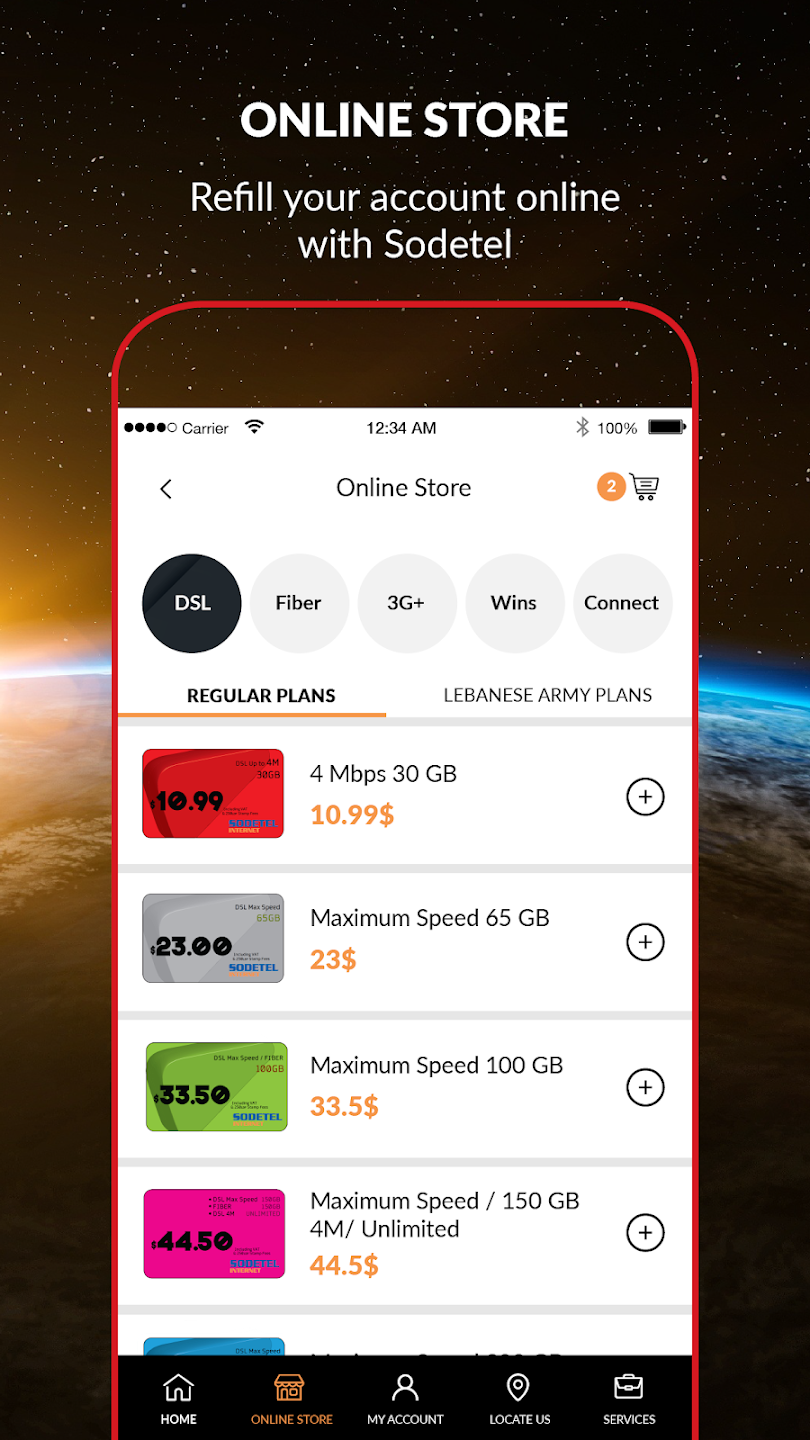 ONLINE STORE
Refill your account online
with Sodetel
Carrier 12:34 AM 100%
Online Store 2
DSL Fiber 3G+ Wins Connect
REGULAR PLANS LEBANESE ARMY PLANS
DSL Up to 4M
30GB
$10.99
SODETEL
INTERNET
4 Mbps 30 GB
10.99$
DSL Max Speed
65GB
$23.00
SODETEL
Maximum Speed 65 GB
23$
DSL Max Speed / FIBER
100GB
$33.50
SODETEL
Maximum Speed 100 GB
33.5$
• DSL Max Speed 150GB
• FIBER 150GB
• DSL 4M UNLIMITED
$44.50
SODETEL
INTERNET
Maximum Speed / 150 GB
4M/ Unlimited
44.5$
DSL Max Speed
HOME ONLINE STORE MY ACCOUNT LOCATE US SERVICES